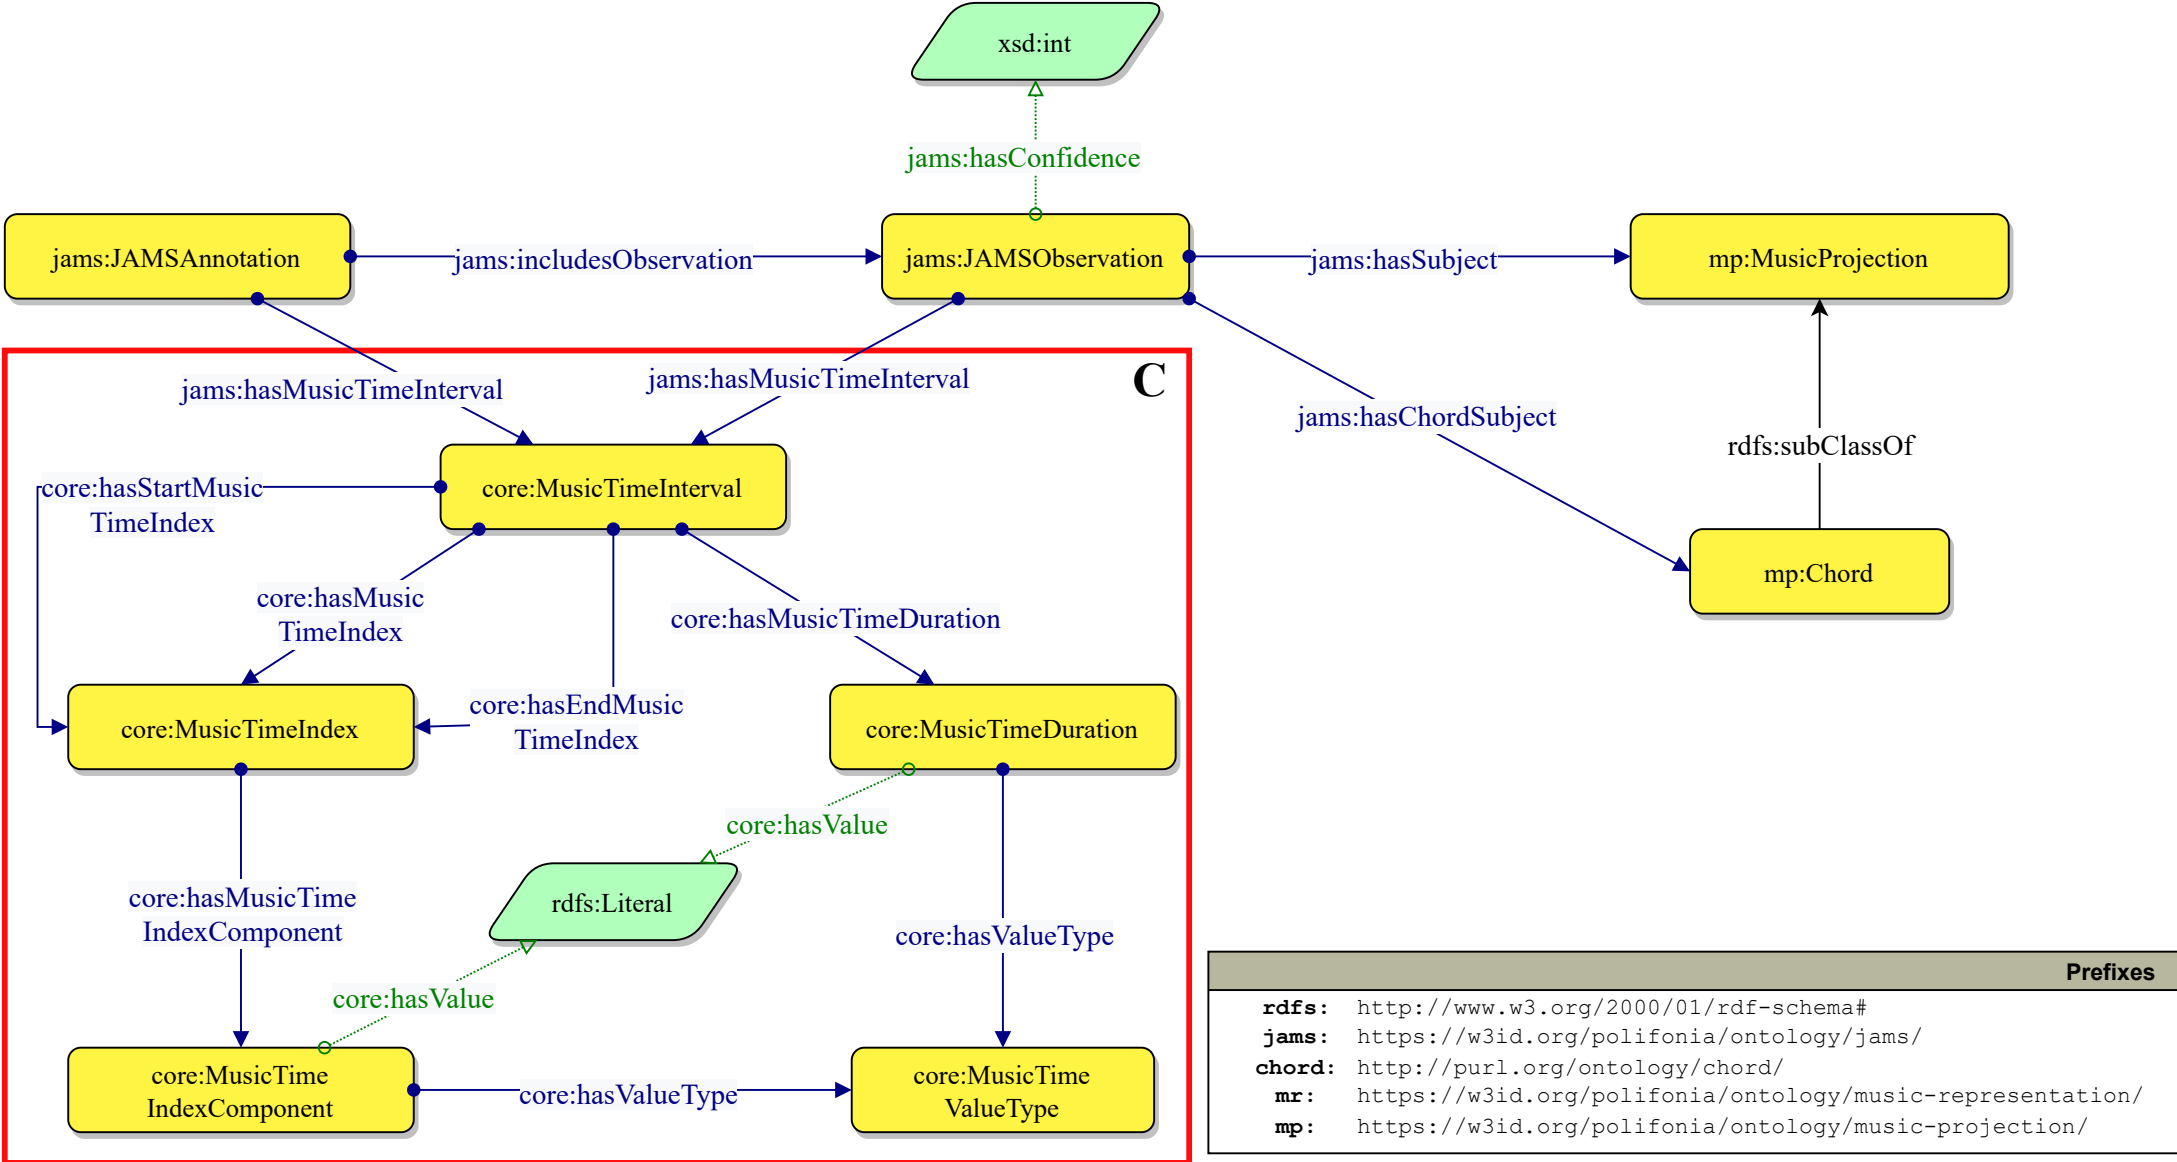 xsd:int
jams:hasConfidence
jams:JAMSAnnotation
jams:includesObservation
jams:JAMSObservation
jams:hasSubject
mp:MusicProjection
C
jams:hasMusicTimeInterval
jams:hasMusicTimeInterval
jams:hasChordSubject
rdfs:subClassOf
core:hasStartMusic
TimeIndex
core:MusicTimeInterval
mp:Chord
core:hasMusic
TimeIndex
core:hasMusicTimeDuration
core:hasEndMusic
TimeIndex
core:MusicTimeIndex
core:MusicTimeDuration
core:hasValue
core:hasMusicTime
IndexComponent
rdfs:Literal
core:hasValueType
core:hasValue
core:MusicTime
IndexComponent
core:hasValueType
core:MusicTime
ValueType
Prefixes
rdfs: http://www.w3.org/2000/01/rdf-schema#
jams: https://w3id.org/polifonia/ontology/jams/
chord: http://purl.org/ontology/chord/
mr: https://w3id.org/polifonia/ontology/music-representation/
mp: https://w3id.org/polifonia/ontology/music-projection/